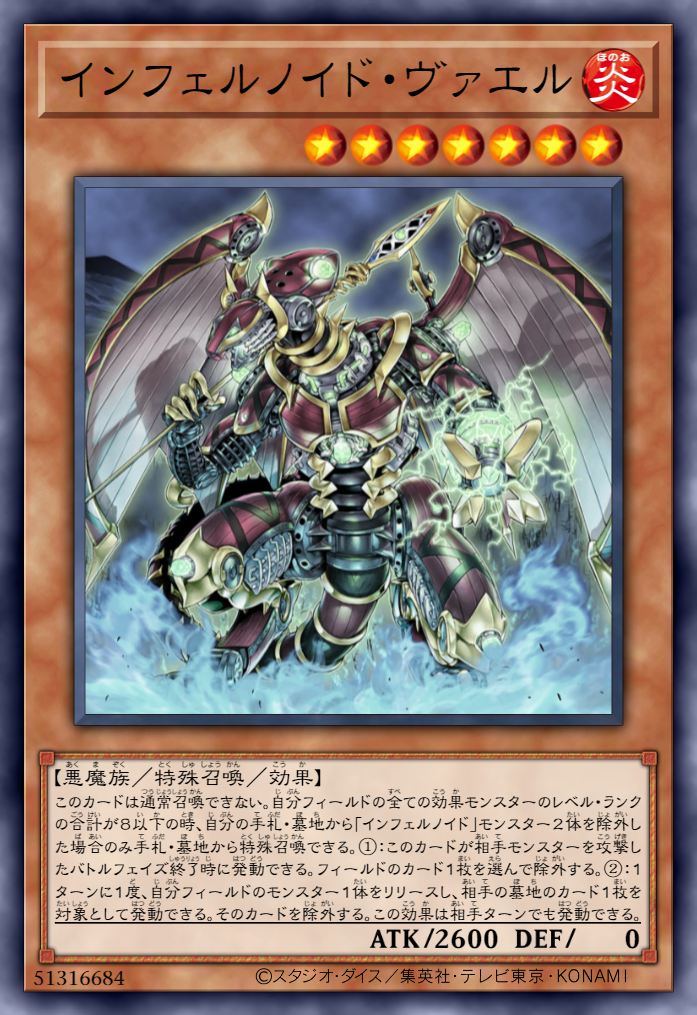 インフェルノイド・ヴァエル
ほのお
炎
【悪魔族／特殊召喚／効果】
このカードは通常召喚できない。自分フィールドの全ての効果モンスターのレベル・ランク
の合計が８以下の時、自分の手札・墓地から「インフェルノイド」モンスター２体を除外し
た場合のみ手札・墓地から特殊召喚できる。①：このカードが相手モンスターを攻撃し
たバトルフェイズ終了時に発動できる。フィールドのカード１枚を選んで除外する。②：１
ターンに１度、自分フィールドのモンスター１体をリリースし、相手の墓地のカード１枚を
対象として発動できる。そのカードを除外する。この効果は相手ターンでも発動できる。
ATK/2600 DEF/ 0
51316684 ©スタジオ・ダイス／集英社・テレビ東京・KONAMI